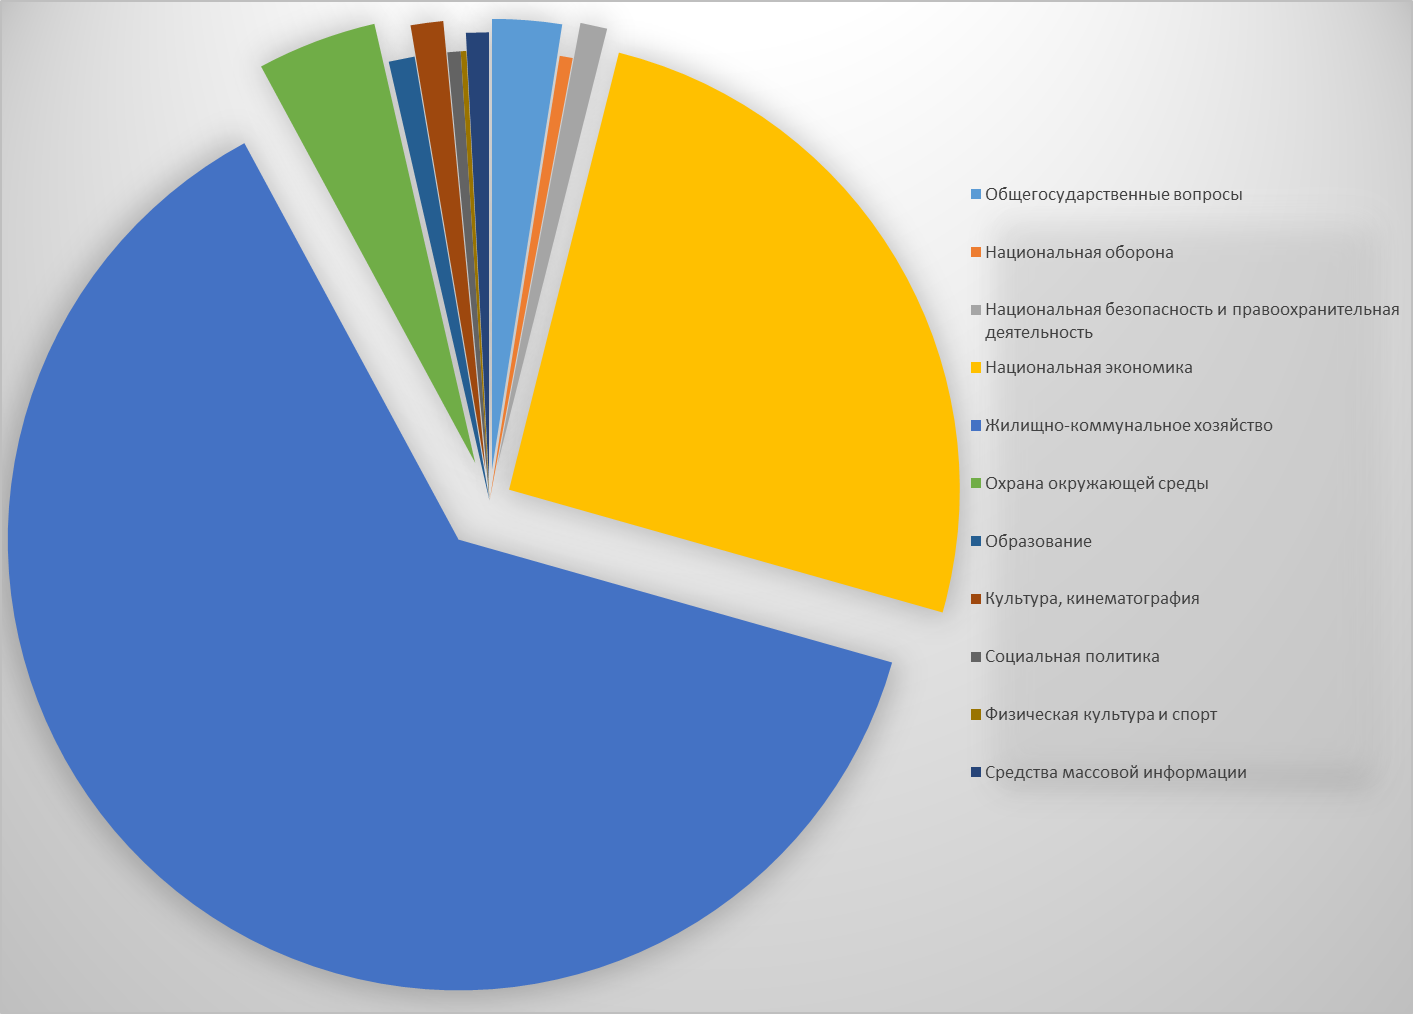 Общегосударственные вопросы
Национальная оборона
Национальная безопасность и правоохранительная
деятельность
Национальная экономика
Жилищно-коммунальное хозяйство
Охрана окружающей среды
Образование
Культура, кинематография
Социальная политика
Физическая культура и спорт
Средства массовой информации